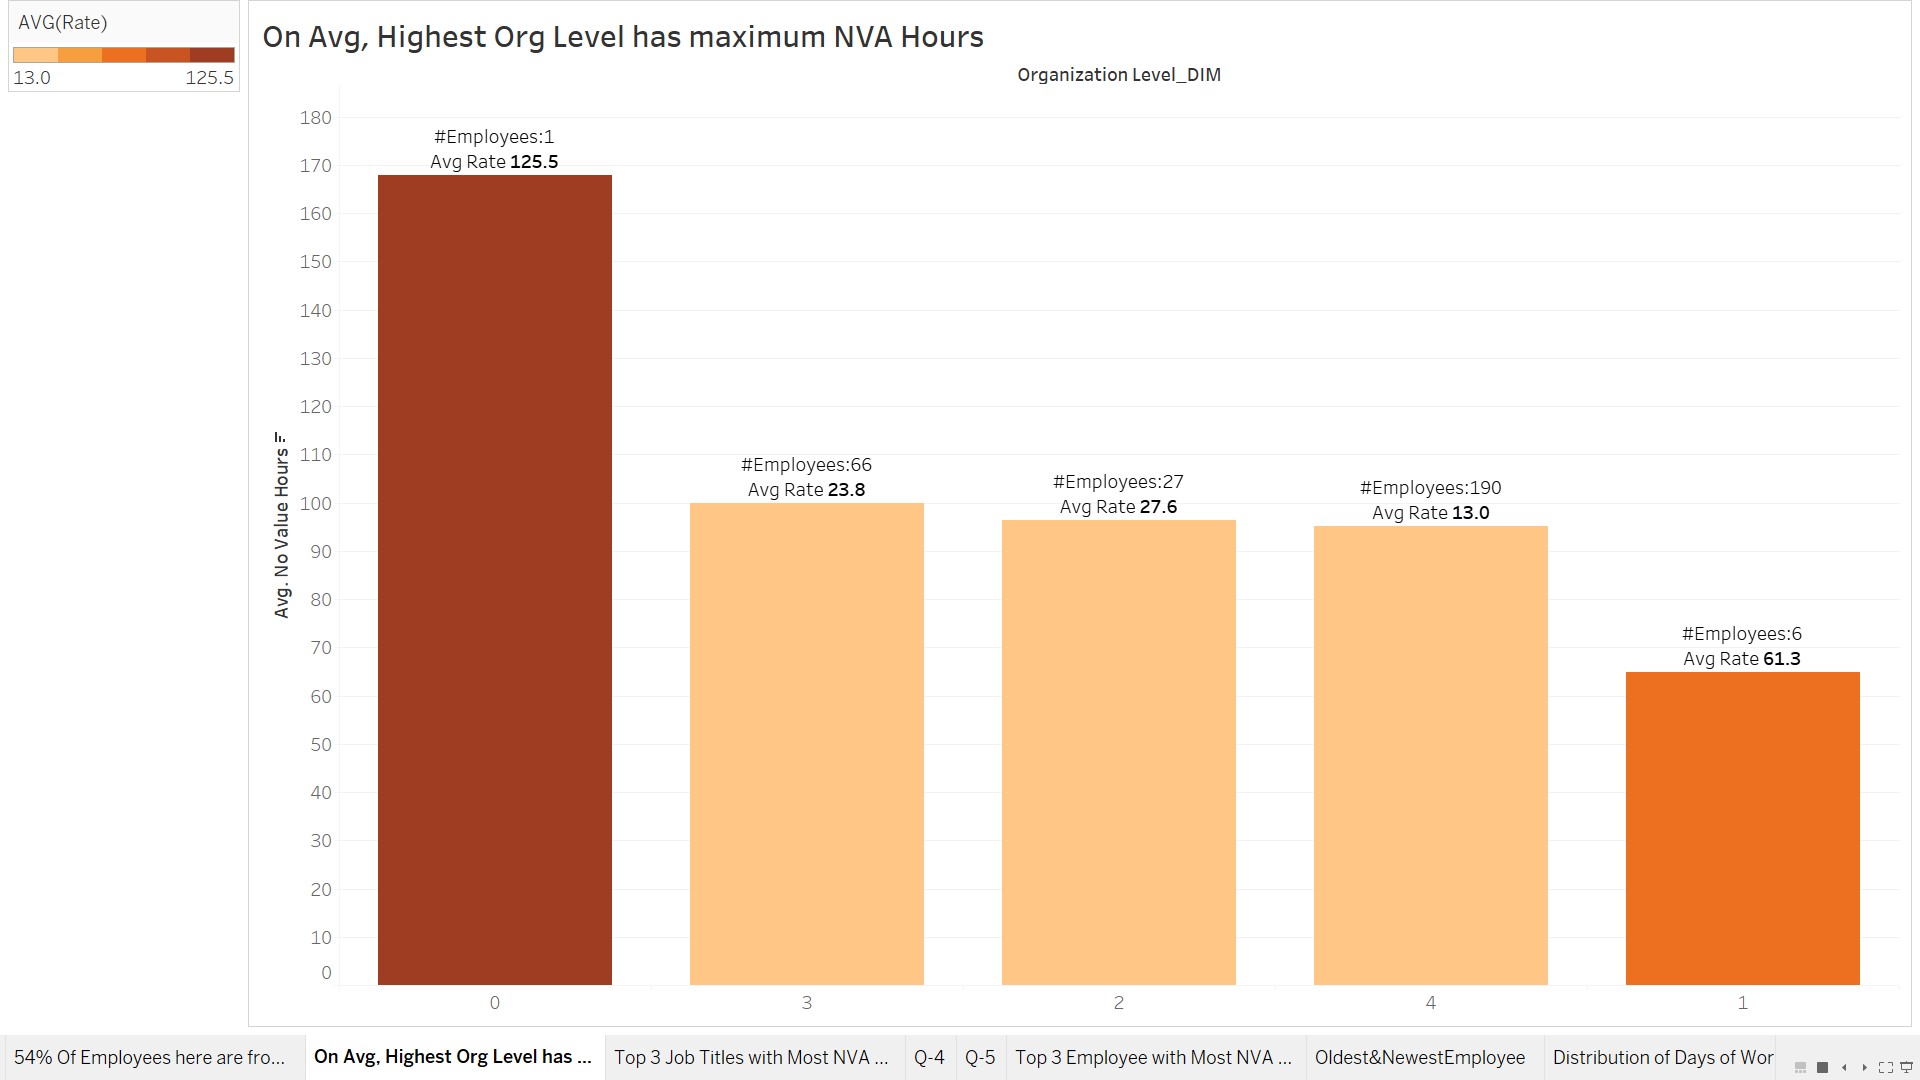 AVG(Rate)
13.0 125.5
On Avg, Highest Org Level has maximum NVA Hours
Organization Level_DIM
Avg. No Value Hours
180
170
160
150
140
130
120
110
100
90
80
70
60
50
40
30
20
10
0
#Employees:1
Avg Rate 125.5
#Employees:66
Avg Rate 23.8
#Employees:27
Avg Rate 27.6
#Employees:190
Avg Rate 13.0
#Employees:6
Avg Rate 61.3
0 3 2 4 1
54% Of Employees here are fro... On Avg, Highest Org Level has ... Top 3 Job Titles with Most NVA ... Q-4 Q-5 Top 3 Employee with Most NVA ... Oldest&NewestEmployee Distribution of Days of Wor